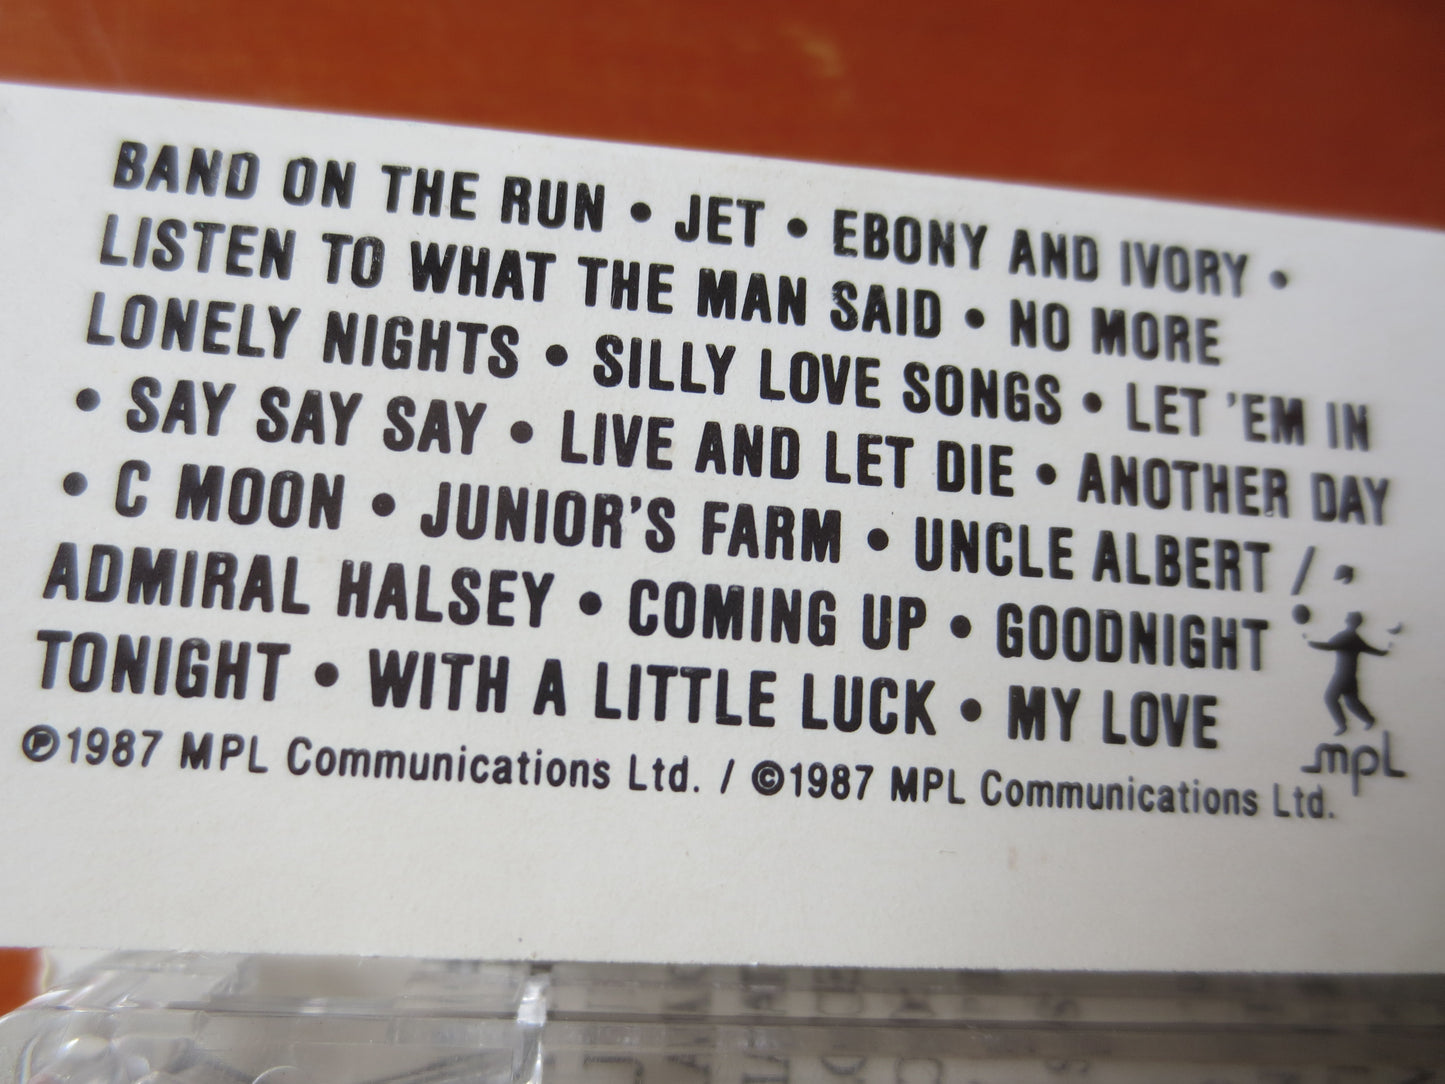 BAND ON THE RUN • JET • EBONY AND IVORY •
LISTEN TO WHAT THE MAN SAID • NO MORE
LONELY NIGHTS • SILLY LOVE SONGS • LET 'EM IN
• SAY SAY SAY • LIVE AND LET DIE • ANOTHER DAY
• C MOON • JUNIOR'S FARM • UNCLE ALBERT /
ADMIRAL HALSEY • COMING UP • GOODNIGHT
TONIGHT • WITH A LITTLE LUCK • MY LOVE
℗1987 MPL Communications Ltd. / ©1987 MPL Communications Ltd.
mpL